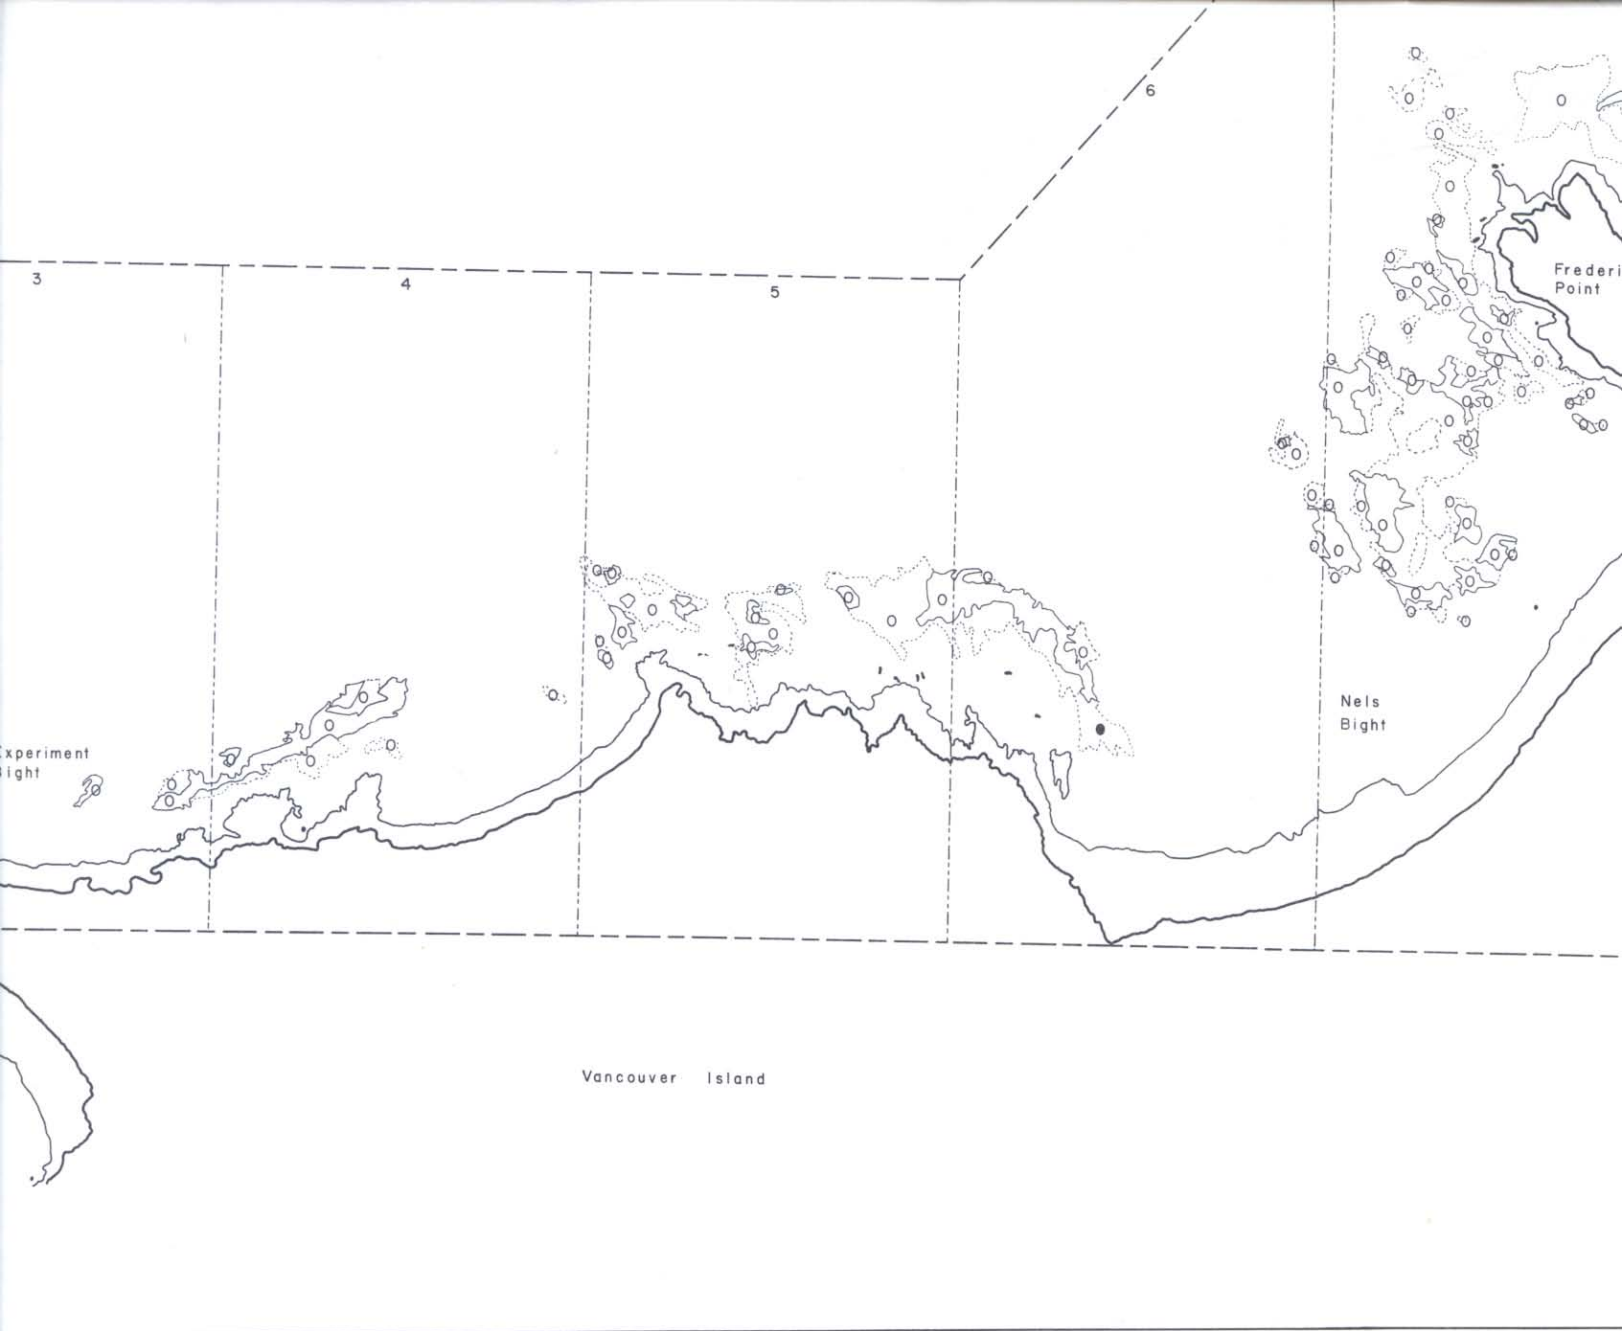 6
3
4
5
Frederi
Point
Nels
Bight
xperiment
ight
Vancouver Island